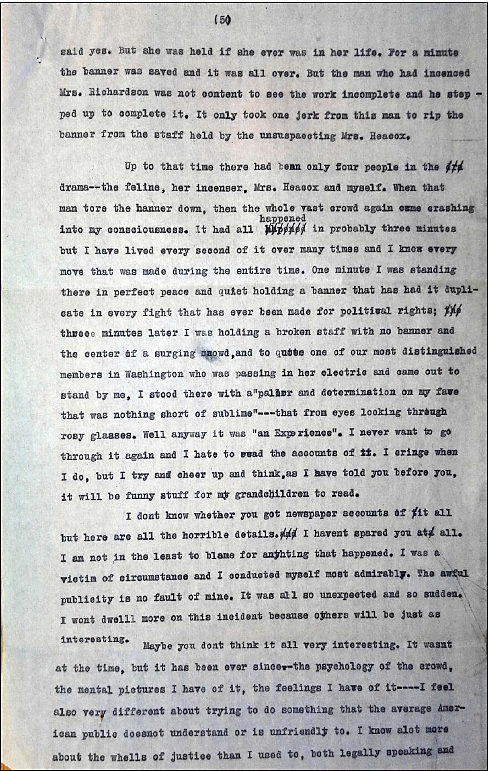 (5)
said yes. But she was held if she ever was in her life. For a minute
the banner was saved and it was all over. But the man who had incenced
Mrs. Richardson was not content to see the work incomplete and he step -
ped up to complete it. It only took one jerk from this man to rip the
banner from the staff held by the unsuspaecting Mrs. Heacox.
Up to that time there had been only four people in the
drama--the feline, her incenser, Mrs. Heacox and myself. When that
man tore the banner down, then the whole vast crowd again came crashing
happened
into my consciousness. It had all in probably three minutes
but I have lived every second of it over many times and I know every
move that was made during the entire time. One minute I was standing
there in perfect peace and quiet holding a banner that has had it dupli-
cate in every fight that has ever been made for political rights;
threee minutes later I was holding a broken staff with no banner and
the center of a surging crowd,and to quote one of our most distinguished
members in Washington who was passing in her electric and came out to
stand by me, I stood there with a"pallor and determination on my face
that was nothing short of sublime"---that from eyes looking through
rosy glasses. Well anyway it was "an Experience". I never want to go
through it again and I hate to read the accounts of it. I cringe when
I do, but I try and cheer up and think,as I have told you before you,
it will be funny stuff for my grandchildren to read.
I dont know whether you got newspaper accounts of it all
but here are all the horrible details. I havent spared you at all.
I am not in the least to blame for anyhting that happened. I was a
victim of circumstance and I conducted myself most admirably. The awful
publicity is no fault of mine. It was all so unexpected and so sudden.
I wont dwelll more on this incident because others will be just as
interesting.
Maybe you dont think it all very interesting. It wasnt
at the time, but it has been ever since--the psychology of the crowd,
the mental pictures I have of it, the feelings I have of it----I feel
also very different about trying to do something that the average Amer-
ican public doesnot understand or is unfriendly to. I know alot more
about the whells of justice than I used to, both legally speaking and